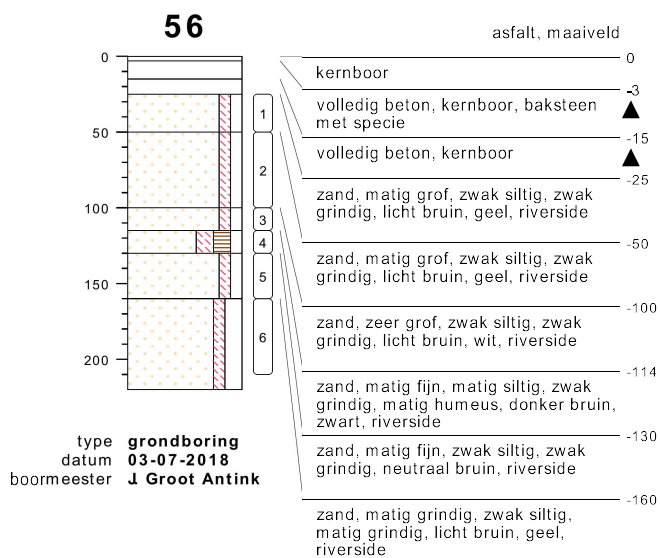 56
asfalt, maaiveld
0
0
kernboor
-3
volledig beton, kernboor, baksteen
met specie
-15
volledig beton, kernboor
-25
1
zand, matig grof, zwak siltig, zwak
grindig, licht bruin, geel, riverside
50
-50
2
zand, matig grof, zwak siltig, zwak
grindig, licht bruin, geel, riverside
100
-100
3
zand, zeer grof, zwak siltig, zwak
grindig, licht bruin, wit, riverside
-114
4
zand, matig fijn, matig siltig, zwak
grindig, matig humeus, donker bruin,
zwart, riverside
-130
150
5
zand, matig fijn, zwak siltig, zwak
grindig, neutraal bruin, riverside
-160
200
6
zand, matig grindig, zwak siltig,
matig grindig, licht bruin, geel,
riverside
type grondboring
datum 03-07-2018
boormeester J Groot Antink